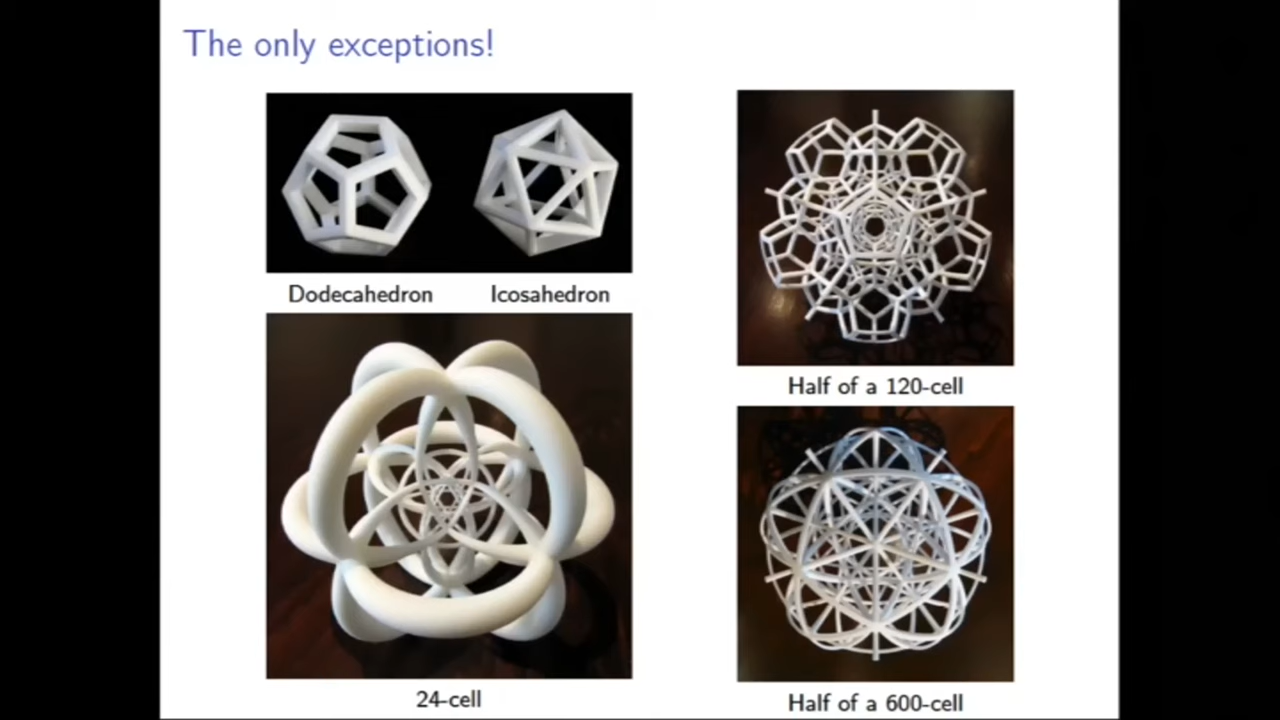 The only exceptions!
Dodecahedron
Icosahedron
24-cell
Half of a 120-cell
Half of a 600-cell